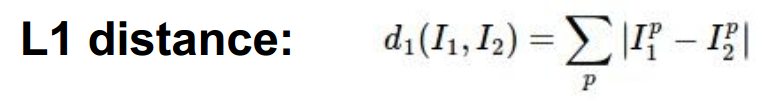 L1 distance: d₁(I₁, I₂) = ∑ₚ |I₁ᵖ − I₂ᵖ|